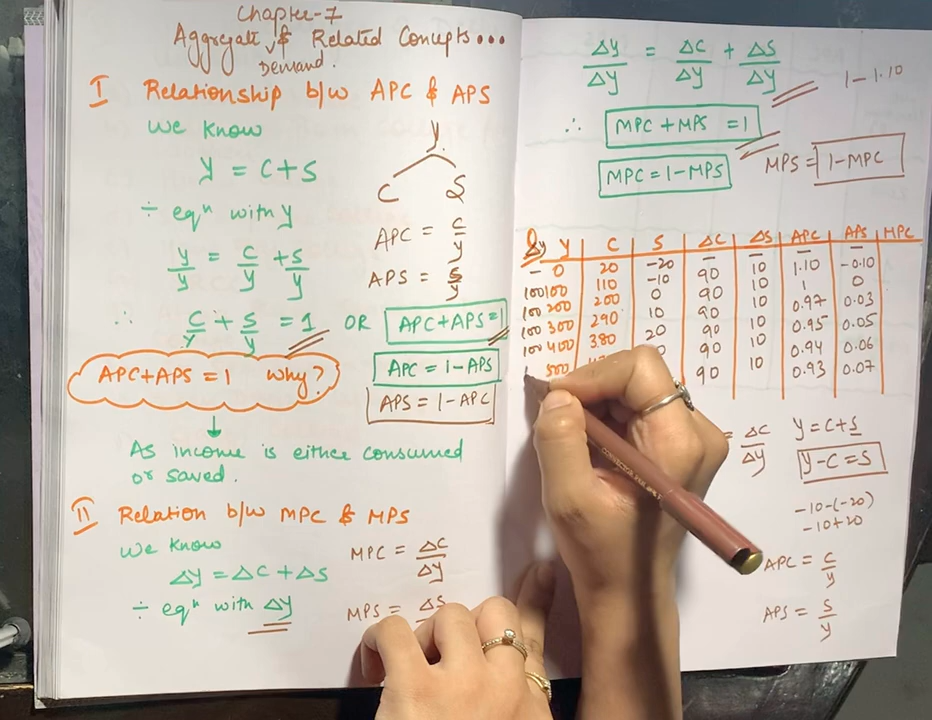 Chapter-7
Aggregate & Related Concepts...
Demand.
I Relationship b/w APC & APS
We know
y = C+S
÷ eqⁿ with y
y/y = C/y + S/y
∴ C/y + S/y = 1 OR APC+APS=1
APC+APS=1 why?
y
C S
APC = C/y
APS = S/y
APC = 1-APS
APS = 1-APC
As income is either consumed
or saved.
II Relation b/w MPC & MPS
We know
Δy = ΔC + ΔS
÷ eqⁿ with Δy
MPC = ΔC/Δy
MPS = ΔS
Δy/Δy = ΔC/Δy + ΔS/Δy
1-1.10
∴ MPC+MPS=1
MPC=1-MPS
MPS = 1-MPC
Δy y C S ΔC ΔS APC APS MPC
- 0 20 -20 - - - -
100 100 110 -10 90 10 1.10 -0.10
100 200 200 0 90 10 1 0
100 300 290 10 90 10 0.97 0.03
100 400 380 20 90 10 0.95 0.05
500 90 10 0.94 0.06
90 10 0.93 0.07
= ΔC/Δy
y=C+S
y-C=S
-10-(-20)
-10+20
APC = C/y
APS = S/y